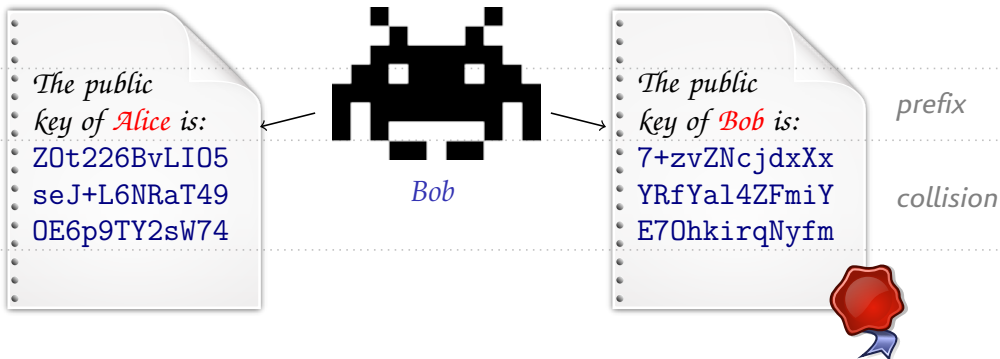 The public
key of Alice is:
ZOt226BvLIO5
seJ+L6NRaT49
OE6p9TY2sW74
Bob
The public
key of Bob is:
7+zvZNcjdxXx
YRfYal4ZFmiY
E7OhkirqNyfm
prefix
collision